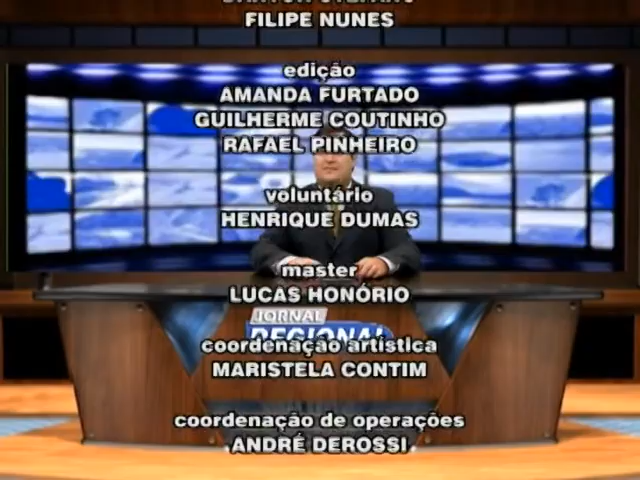 FILIPE NUNES
edição
AMANDA FURTADO
GUILHERME COUTINHO
RAFAEL PINHEIRO
voluntário
HENRIQUE DUMAS
master
LUCAS HONÓRIO
JORNAL
REGIONAL
coordenação artística
MARISTELA CONTIM
coordenação de operações
ANDRÉ DEROSSI